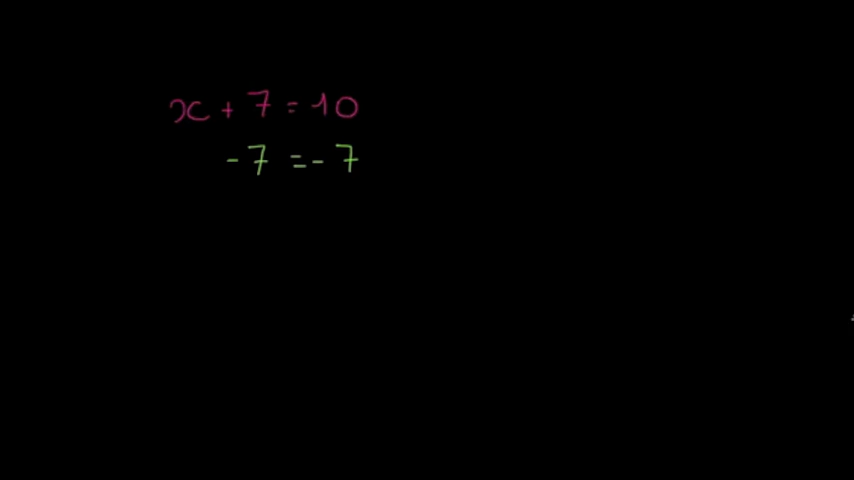 x + 7 = 10
- 7 = - 7